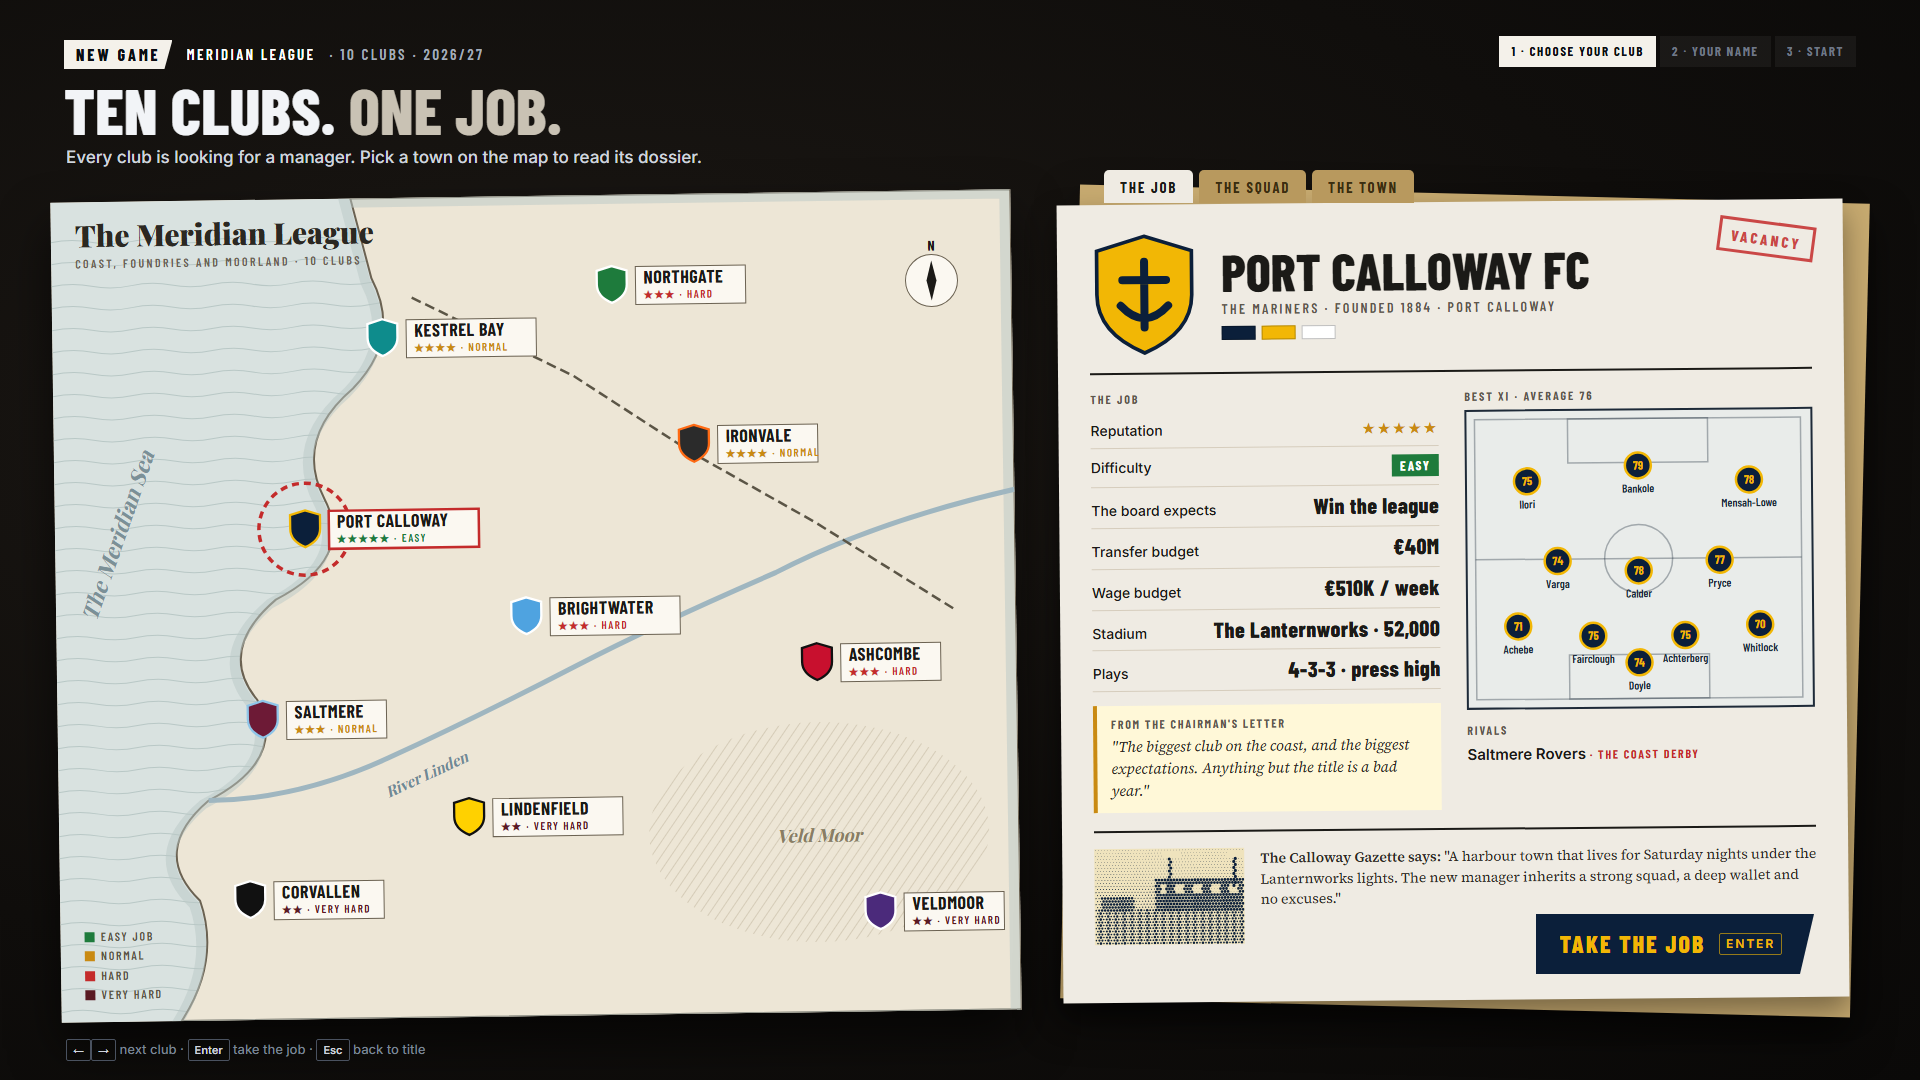 NEW GAME MERIDIAN LEAGUE · 10 CLUBS · 2026/27
1 · CHOOSE YOUR CLUB 2 · YOUR NAME 3 · START
TEN CLUBS. ONE JOB.
Every club is looking for a manager. Pick a town on the map to read its dossier.
The Meridian League
COAST, FOUNDRIES AND MOORLAND · 10 CLUBS
N
NORTHGATE
★★★ · HARD
KESTREL BAY
★★★★ · NORMAL
IRONVALE
★★★★ · NORMAL
The Meridian Sea
PORT CALLOWAY
★★★★★ · EASY
BRIGHTWATER
★★★ · HARD
ASHCOMBE
★★★ · HARD
SALTMERE
★★★ · NORMAL
River Linden
LINDENFIELD
★★ · VERY HARD
Veld Moor
CORVALLEN
★★ · VERY HARD
VELDMOOR
★★ · VERY HARD
EASY JOB
NORMAL
HARD
VERY HARD
← → next club · Enter take the job · Esc back to title
THE JOB THE SQUAD THE TOWN
VACANCY
PORT CALLOWAY FC
THE MARINERS · FOUNDED 1884 · PORT CALLOWAY
THE JOB
Reputation ★★★★★
Difficulty EASY
The board expects Win the league
Transfer budget €40M
Wage budget €510K / week
Stadium The Lanternworks · 52,000
Plays 4-3-3 · press high
FROM THE CHAIRMAN'S LETTER
"The biggest club on the coast, and the biggest
expectations. Anything but the title is a bad
year."
BEST XI · AVERAGE 76
75 79 78
Ilori Bankole Mensah-Lowe
74 78 77
Varga Calder Pryce
71 75 74 75 70
Achebe Fairclough Doyle Achterberg Whitlock
RIVALS
Saltmere Rovers · THE COAST DERBY
The Calloway Gazette says: "A harbour town that lives for Saturday nights under the
Lanternworks lights. The new manager inherits a strong squad, a deep wallet and
no excuses."
TAKE THE JOB ENTER